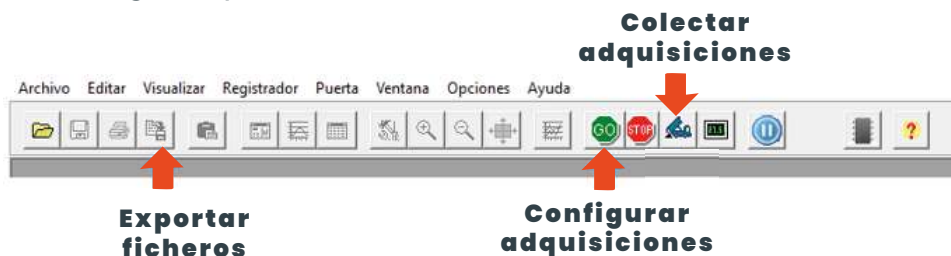 Colectar
adquisiciones
Archivo Editar Visualizar Registrador Puerta Ventana Opciones Ayuda
GO STOP
?
Exportar
ficheros
Configurar
adquisiciones